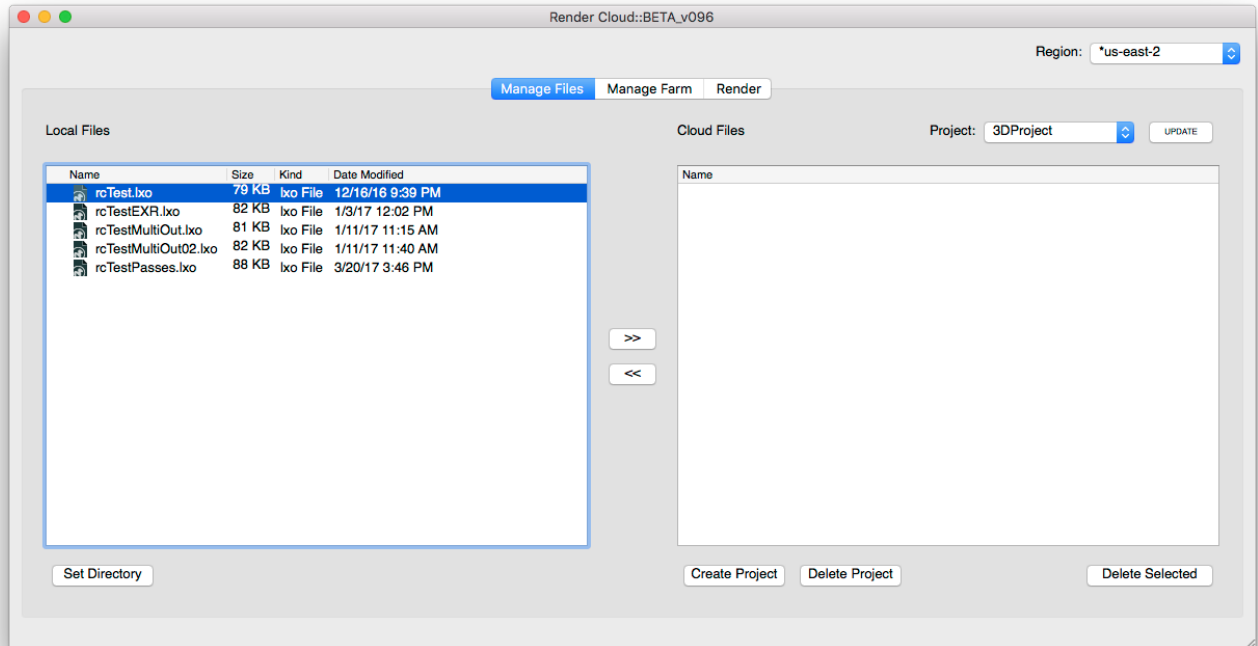 Render Cloud::BETA_v096
Region: *us-east-2
Manage Files Manage Farm Render
Local Files
Cloud Files Project: 3DProject UPDATE
Name Size Kind Date Modified
rcTest.lxo 79 KB lxo File 12/16/16 9:39 PM
rcTestEXR.lxo 82 KB lxo File 1/3/17 12:02 PM
rcTestMultiOut.lxo 81 KB lxo File 1/11/17 11:15 AM
rcTestMultiOut02.lxo 82 KB lxo File 1/11/17 11:40 AM
rcTestPasses.lxo 88 KB lxo File 3/20/17 3:46 PM
Name
>>
<<
Set Directory
Create Project Delete Project Delete Selected